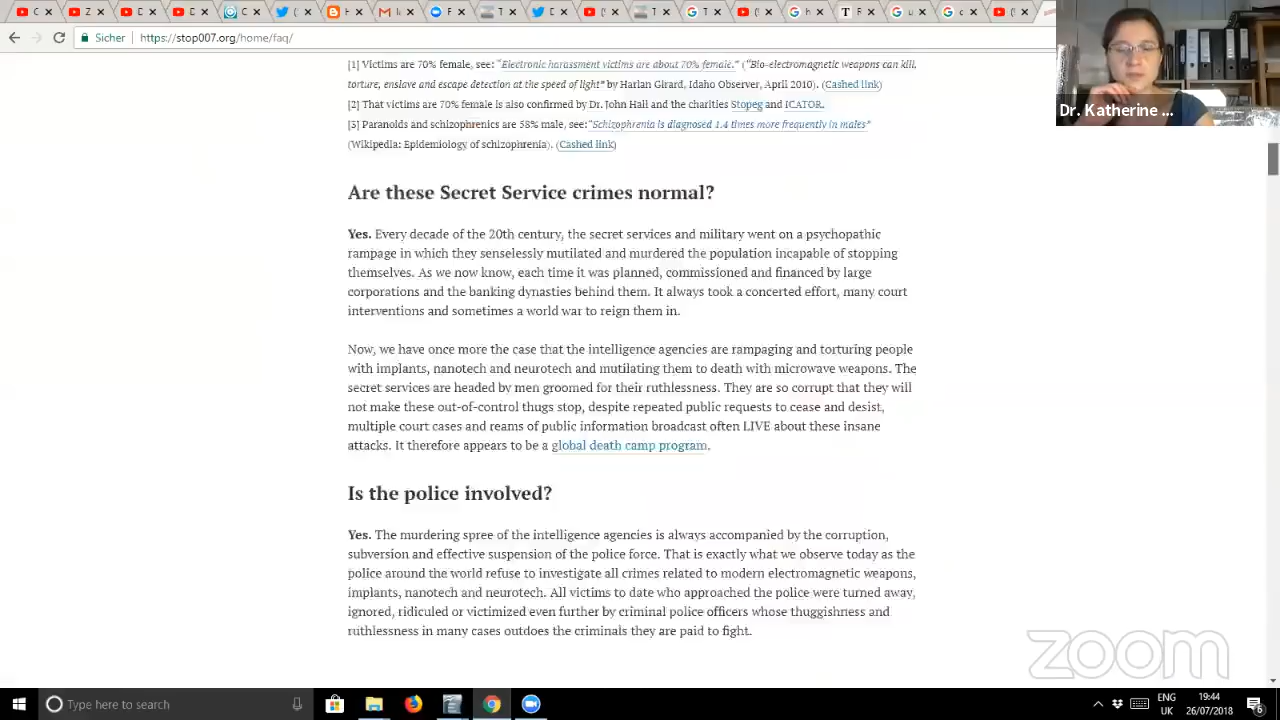 Sicher
https://stop007.org/home/faq/
Dr. Katherine ...
[1] Victims are 70% female, see: "Electronic harassment victims are about 70% female." ("Bio-electromagnetic weapons can kill,
torture, enslave and escape detection at the speed of light" by Harlan Girard, Idaho Observer, April 2010). (Cashed link)
[2] That victims are 70% female is also confirmed by Dr. John Hall and the charities Stopeg and ICATOR.
[3] Paranoids and schizophrenics are 55% male, see:"Schizophrenia is diagnosed 1.4 times more frequently in males"
(Wikipedia: Epidemiology of schizophrenia). (Cashed link)
Are these Secret Service crimes normal?
Yes. Every decade of the 20th century, the secret services and military went on a psychopathic
rampage in which they senselessly mutilated and murdered the population incapable of stopping
themselves. As we now know, each time it was planned, commissioned and financed by large
corporations and the banking dynasties behind them. It always took a concerted effort, many court
interventions and sometimes a world war to reign them in.
Now, we have once more the case that the intelligence agencies are rampaging and torturing people
with implants, nanotech and neurotech and mutilating them to death with microwave weapons. The
secret services are headed by men groomed for their ruthlessness. They are so corrupt that they will
not make these out-of-control thugs stop, despite repeated public requests to cease and desist,
multiple court cases and reams of public information broadcast often LIVE about these insane
attacks. It therefore appears to be a global death camp program.
Is the police involved?
Yes. The murdering spree of the intelligence agencies is always accompanied by the corruption,
subversion and effective suspension of the police force. That is exactly what we observe today as the
police around the world refuse to investigate all crimes related to modern electromagnetic weapons,
implants, nanotech and neurotech. All victims to date who approached the police were turned away,
ignored, ridiculed or victimized even further by criminal police officers whose thuggishness and
ruthlessness in many cases outdoes the criminals they are paid to fight.
zoom
Type here to search
ENG
UK
19:44
26/07/2018